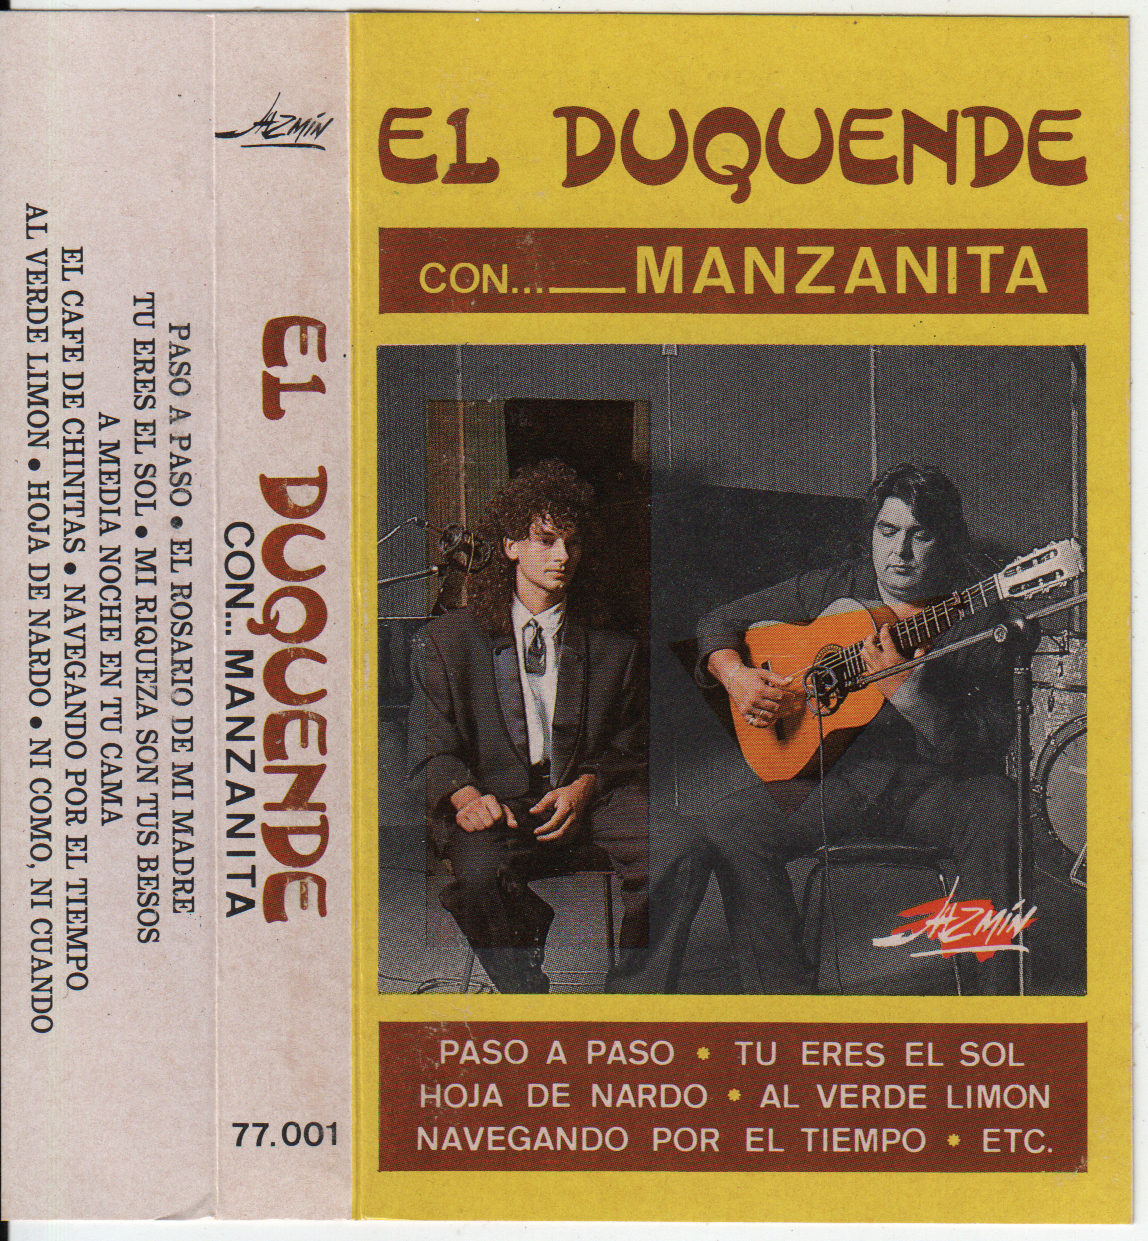 EL DUQUENDE
CON... MANZANITA
JAZMÍN
PASO A PASO • TU ERES EL SOL
HOJA DE NARDO • AL VERDE LIMON
NAVEGANDO POR EL TIEMPO • ETC.
JAZMÍN
EL DUQUENDE
CON... MANZANITA
77.001
PASO A PASO • EL ROSARIO DE MI MADRE
TU ERES EL SOL • MI RIQUEZA SON TUS BESOS
A MEDIA NOCHE EN TU CAMA
EL CAFE DE CHINITAS • NAVEGANDO POR EL TIEMPO
AL VERDE LIMON • HOJA DE NARDO • NI COMO, NI CUANDO